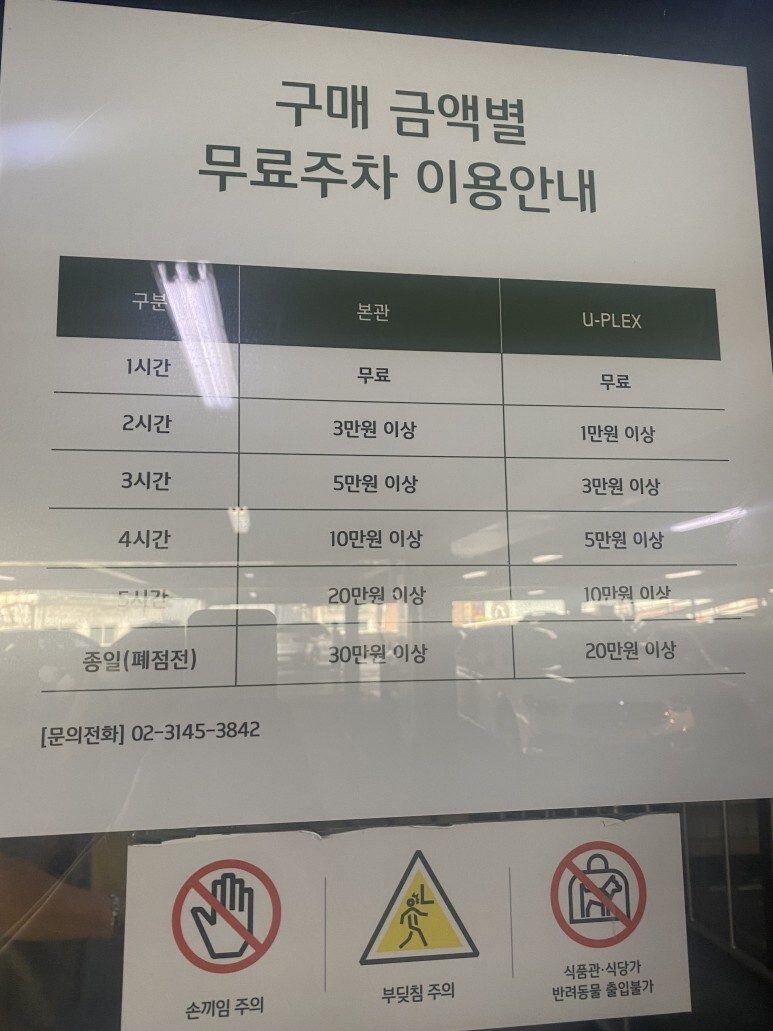 구매 금액별
무료주차 이용안내
구분 본관 U-PLEX
1시간 무료 무료
2시간 3만원 이상 1만원 이상
3시간 5만원 이상 3만원 이상
4시간 10만원 이상 5만원 이상
5시간 20만원 이상 10만원 이상
종일(폐점전) 30만원 이상 20만원 이상
[문의전화] 02-3145-3842
손끼임 주의
부딪침 주의
식품관·식당가
반려동물 출입불가